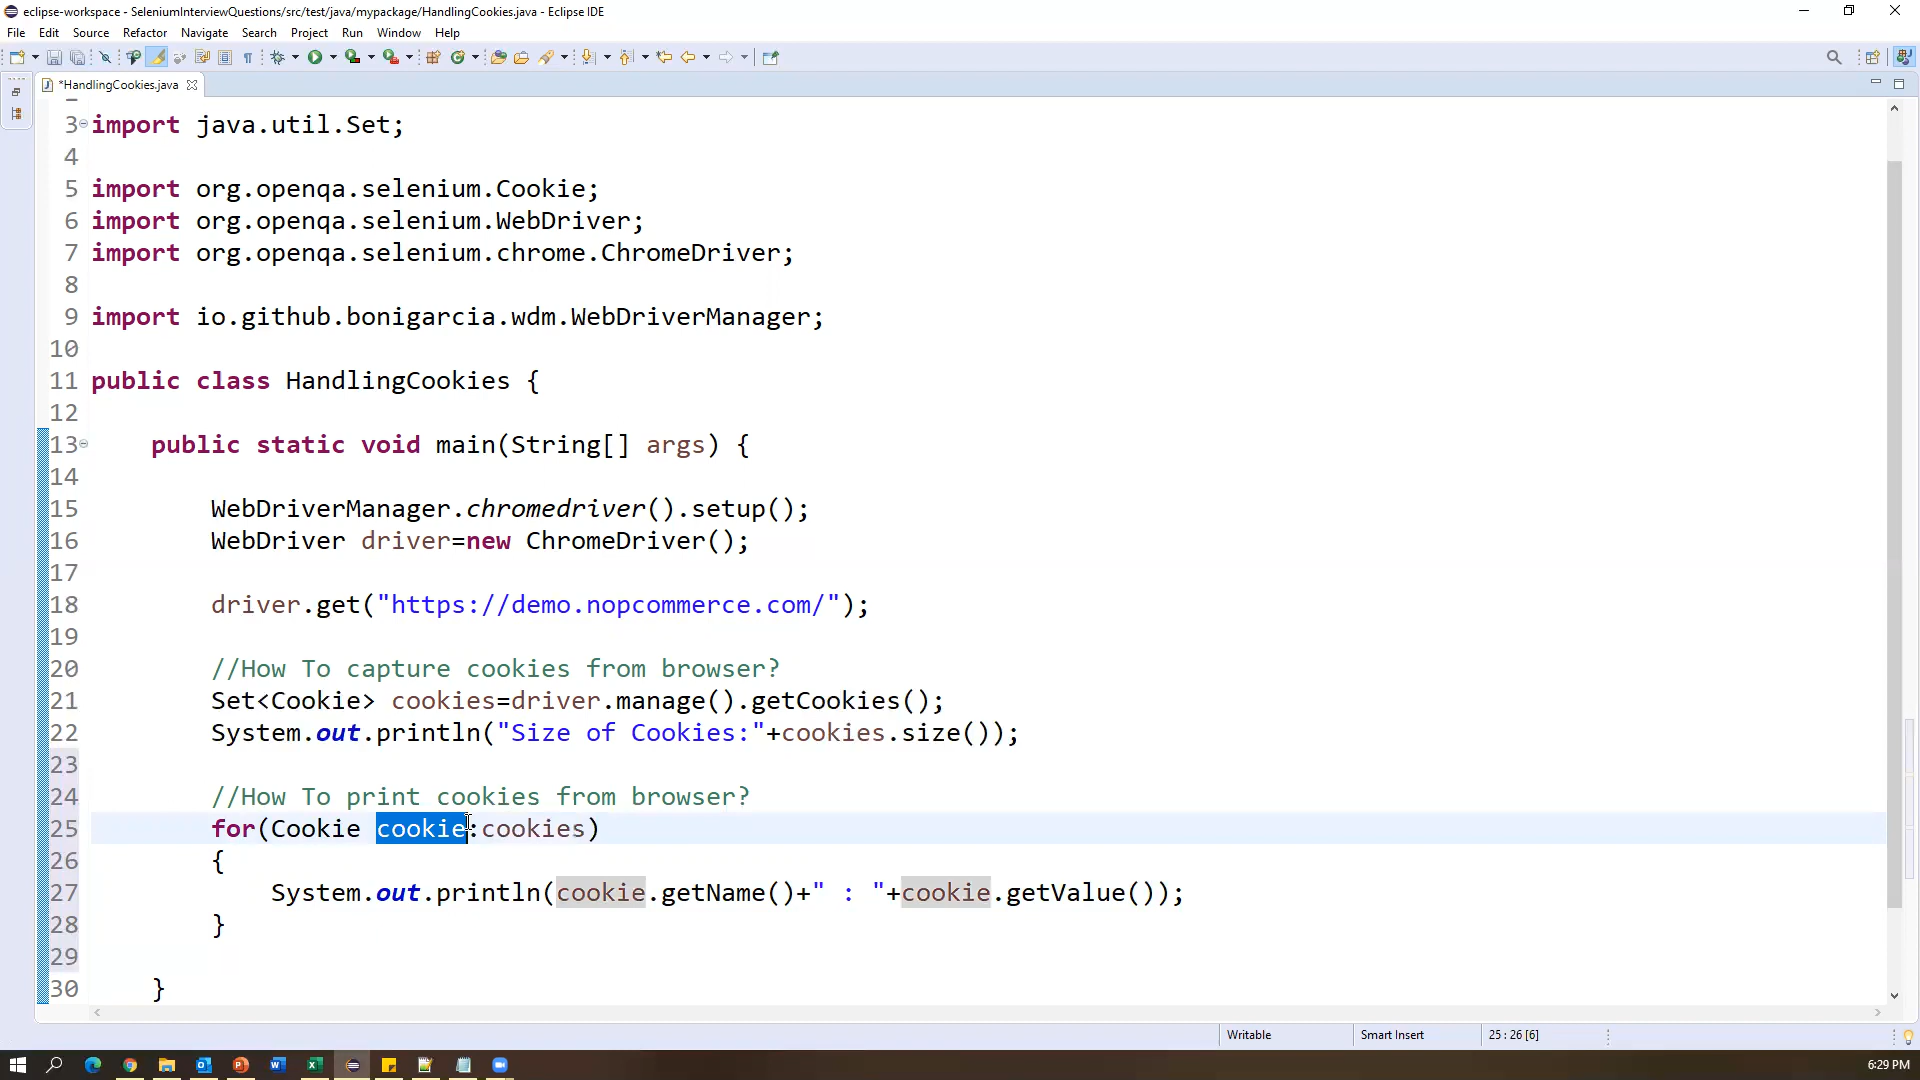 eclipse-workspace - SeleniumInterviewQuestions/src/test/java/mypackage/HandlingCookies.java - Eclipse IDE
File Edit Source Refactor Navigate Search Project Run Window Help
*HandlingCookies.java
3 import java.util.Set;
4
5 import org.openqa.selenium.Cookie;
6 import org.openqa.selenium.WebDriver;
7 import org.openqa.selenium.chrome.ChromeDriver;
8
9 import io.github.bonigarcia.wdm.WebDriverManager;
10
11 public class HandlingCookies {
12
13 public static void main(String[] args) {
14
15 WebDriverManager.chromedriver().setup();
16 WebDriver driver=new ChromeDriver();
17
18 driver.get("https://demo.nopcommerce.com/");
19
20 //How To capture cookies from browser?
21 Set<Cookie> cookies=driver.manage().getCookies();
22 System.out.println("Size of Cookies:"+cookies.size());
23
24 //How To print cookies from browser?
25 for(Cookie cookie:cookies)
26 {
27 System.out.println(cookie.getName()+" : "+cookie.getValue());
28 }
29
30 }
Writable Smart Insert 25 : 26 [6]
6:29 PM